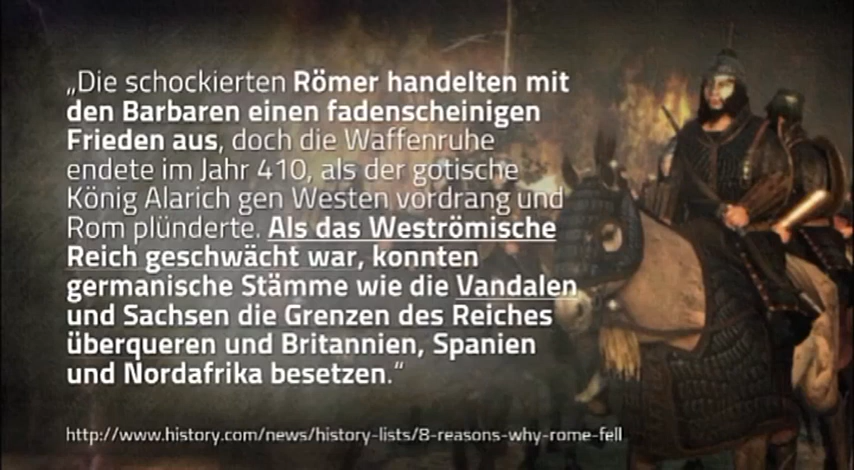 „Die schockierten Römer handelten mit
den Barbaren einen fadenscheinigen
Frieden aus, doch die Waffenruhe
endete im Jahr 410, als der gotische
König Alarich gen Westen vordrang und
Rom plünderte. Als das Weströmische
Reich geschwächt war, konnten
germanische Stämme wie die Vandalen
und Sachsen die Grenzen des Reiches
überqueren und Britannien, Spanien
und Nordafrika besetzen.“
http://www.history.com/news/history-lists/8-reasons-why-rome-fell